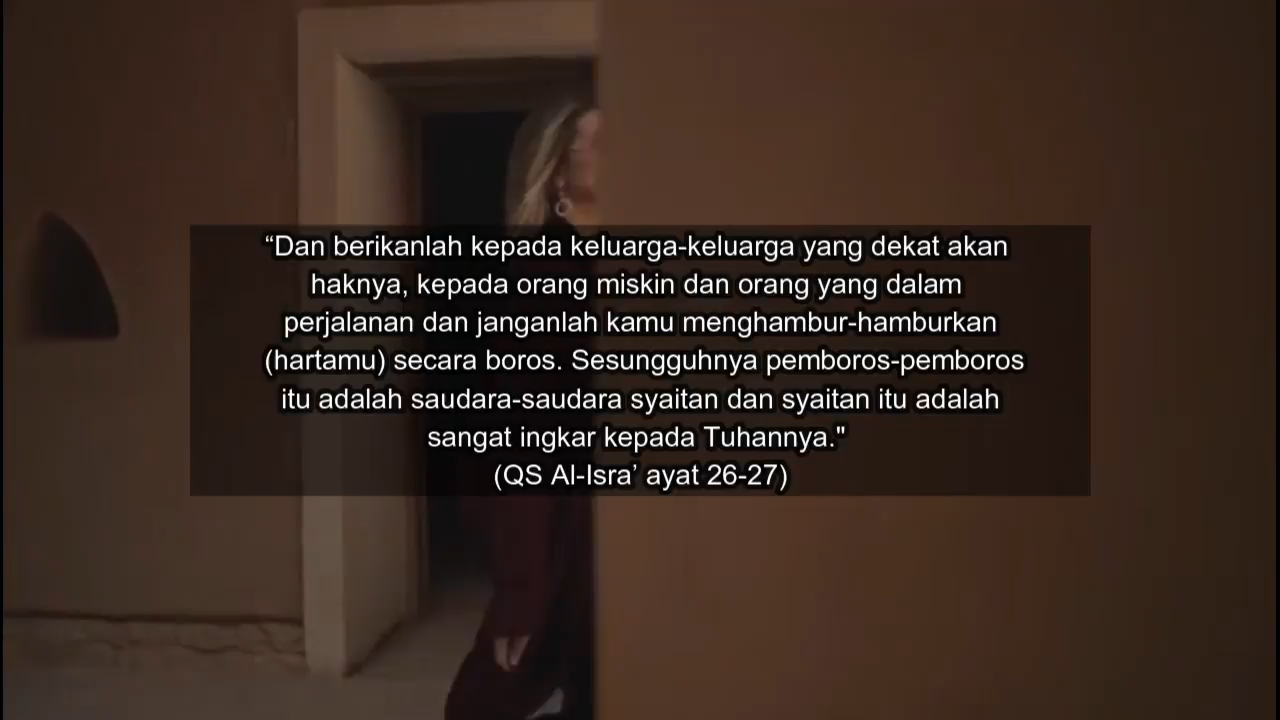 “Dan berikanlah kepada keluarga-keluarga yang dekat akan
haknya, kepada orang miskin dan orang yang dalam
perjalanan dan janganlah kamu menghambur-hamburkan
(hartamu) secara boros. Sesungguhnya pemboros-pemboros
itu adalah saudara-saudara syaitan dan syaitan itu adalah
sangat ingkar kepada Tuhannya."
(QS Al-Isra’ ayat 26-27)